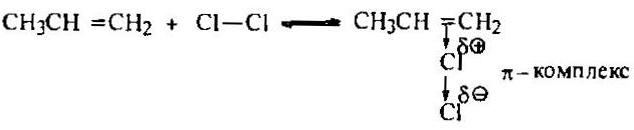 CH₃CH=CH₂ + Cl—Cl ⇌ CH₃CH=CH₂
Clδ⊕
π-комплекс
Clδ⊖